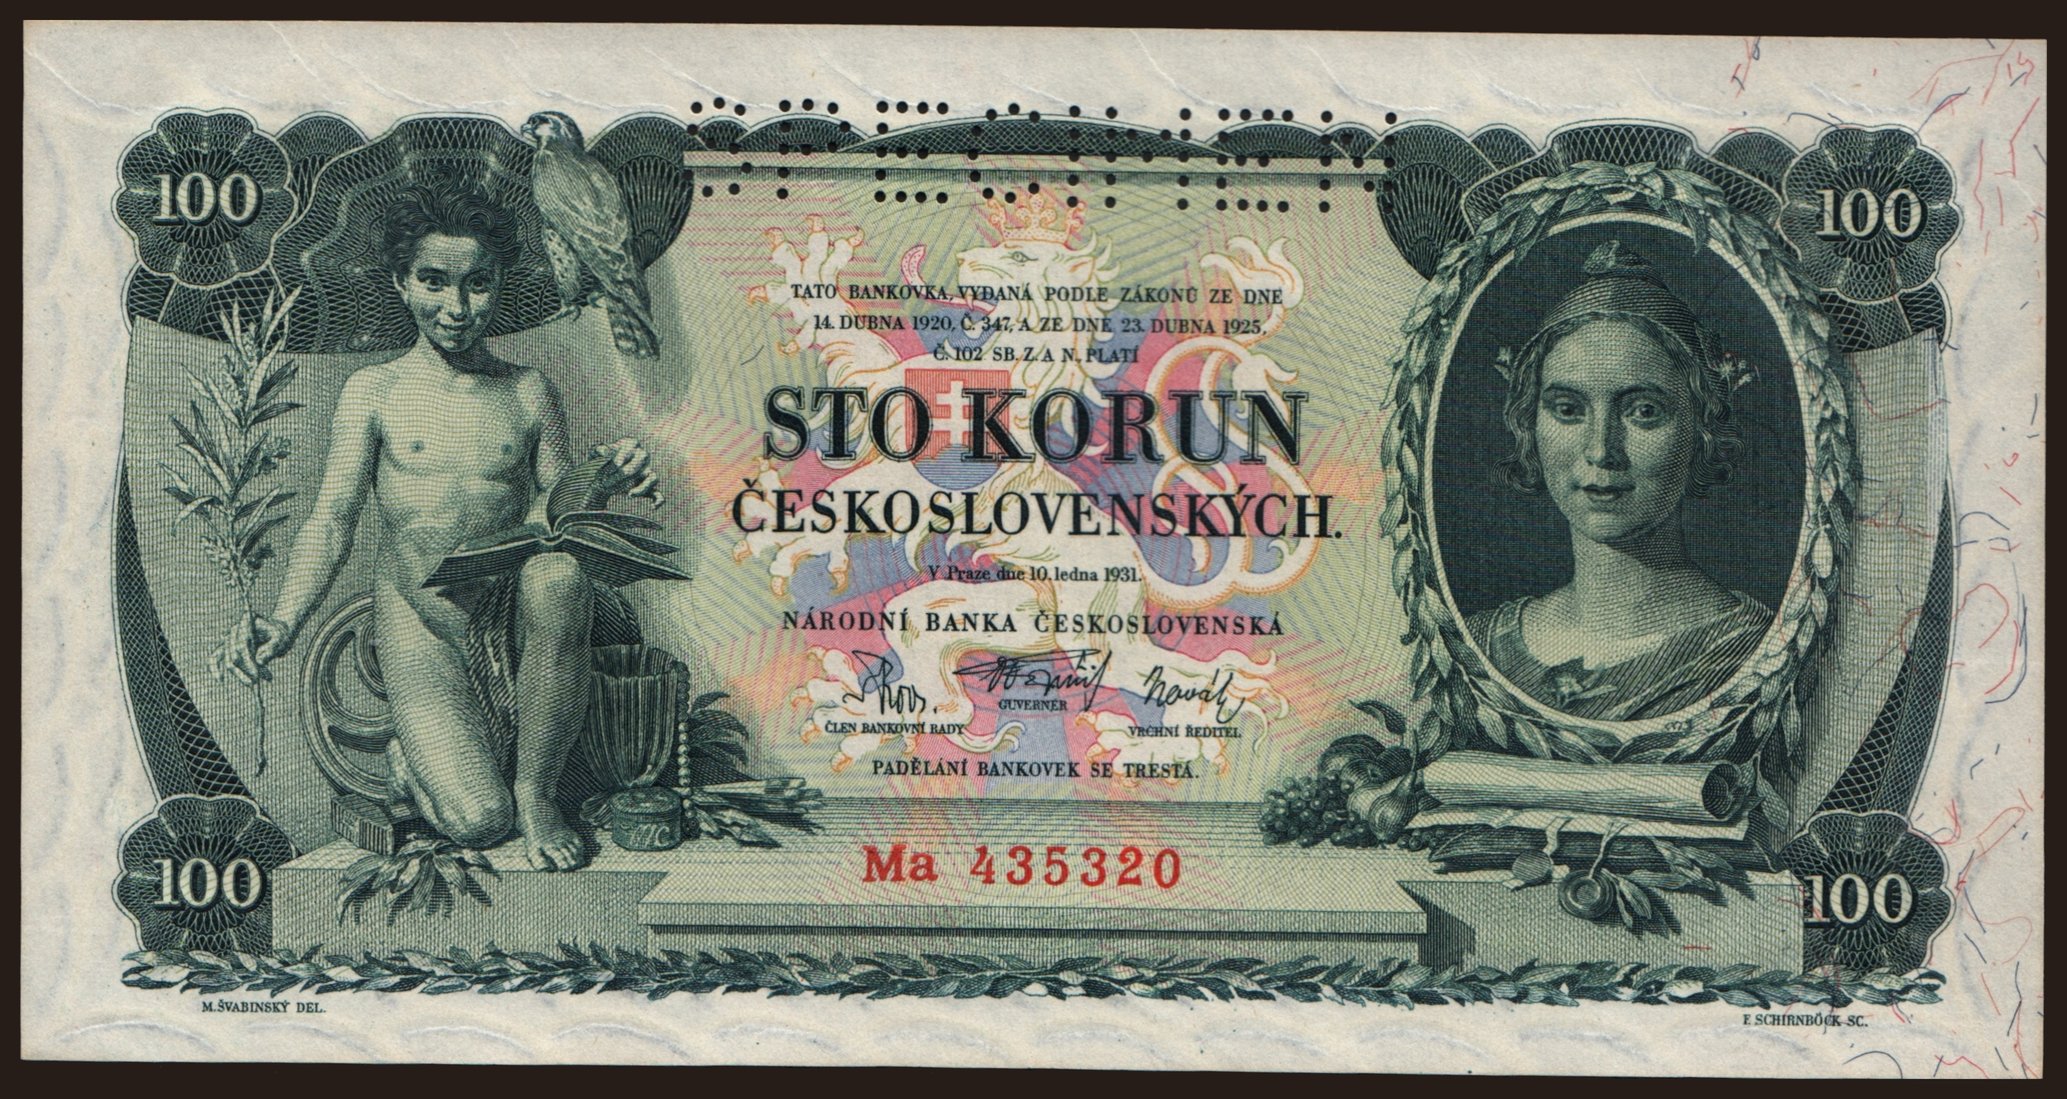 SPECIMEN
100
100
TATO BANKOVKA, VYDANÁ PODLE ZÁKONŮ ZE DNE
14. DUBNA 1920, Č. 347, A ZE DNE 23. DUBNA 1925,
Č. 102 SB. Z. A N., PLATÍ
STO KORUN
ČESKOSLOVENSKÝCH.
V Praze dne 10. ledna 1931.
NÁRODNÍ BANKA ČESKOSLOVENSKÁ
Novák
GUVERNÉR
ČLEN BANKOVNÍ RADY
VRCHNÍ ŘEDITEL
PADĚLÁNÍ BANKOVEK SE TRESTÁ.
Ma 435320
100
100
M. ŠVABINSKÝ DEL.
F. SCHIRNBÖCK SC.